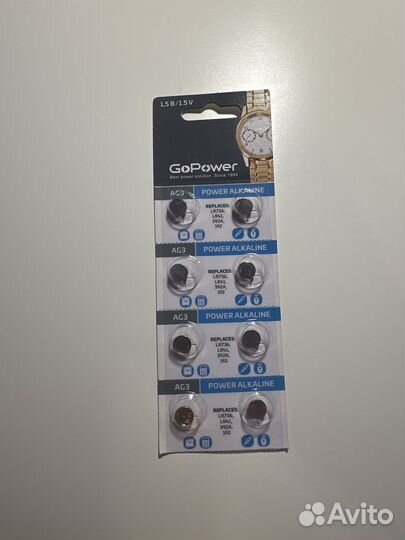 1,5 В / 1.5 V
GoPower
Best power solution. Since 1994
AG3 POWER ALKALINE
REPLACES:
LR736,
LR41,
392A,
192
AG3 POWER ALKALINE
REPLACES:
LR736,
LR41,
392A,
192
AG3 POWER ALKALINE
REPLACES:
LR736,
LR41,
392A,
192
AG3 POWER ALKALINE
REPLACES:
LR736,
LR41,
392A,
192
Avito